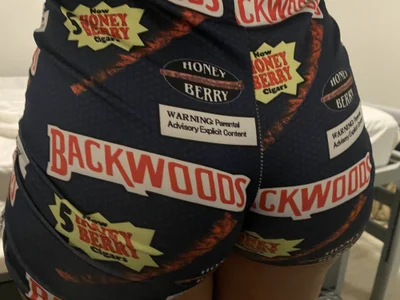 5 New
HONEY
BERRY
Cigars
HONEY
BERRY
WARNING: Parental
Advisory Explicit Content
BACKWOODS
5
HONEY
BERRY
Cigars
BACKWOODS
New
HONEY
BERRY
Cigars
HONEY
BERRY
WARNING: Parental
Advisory Explicit Content
CKWOODS